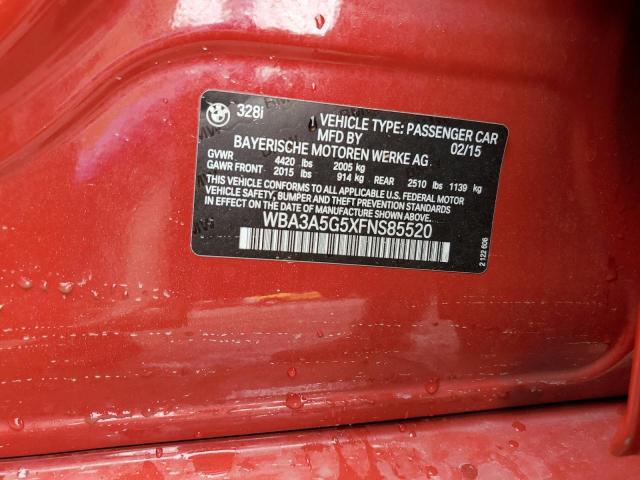 328i
VEHICLE TYPE: PASSENGER CAR
MFD BY 02/15
BAYERISCHE MOTOREN WERKE AG
GVWR 4420 lbs 2005 kg
GAWR FRONT 2015 lbs 914 kg REAR 2510 lbs 1139 kg
THIS VEHICLE CONFORMS TO ALL APPLICABLE U.S. FEDERAL MOTOR
VEHICLE SAFETY, BUMPER AND THEFT PREVENTION STANDARDS
IN EFFECT ON THE DATE OF MANUFACTURE SHOWN ABOVE.
WBA3A5G5XFNS85520
2 122 606